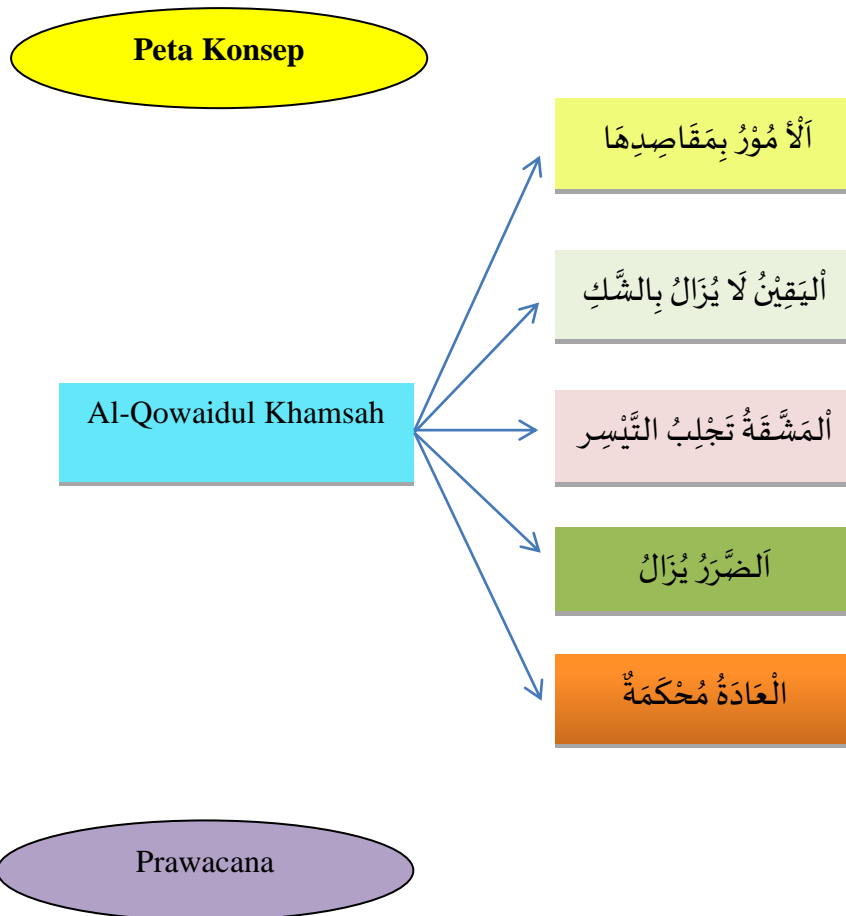 Peta Konsep
اَلْأ مُوْرُ بِمَقَاصِدِهَا
اْليَقِيْنُ لَا يُزَالُ بِالشَّكِ
Al-Qowaidul Khamsah
اْلمَشَّقَةُ تَجْلِبُ التَّيْسِر
اَلضَّرَرُ يُزَالُ
الْعَادَةُ مُحْكَمَةٌ
Prawacana